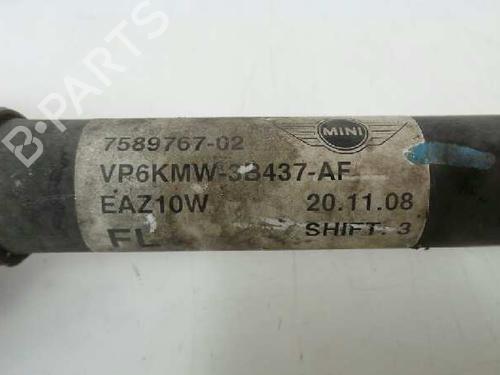 7589767-02
MINI
VP6KMW-3B437-AF
EAZ10W 20.11.08
FL SHIFT: 3
B-PARTS